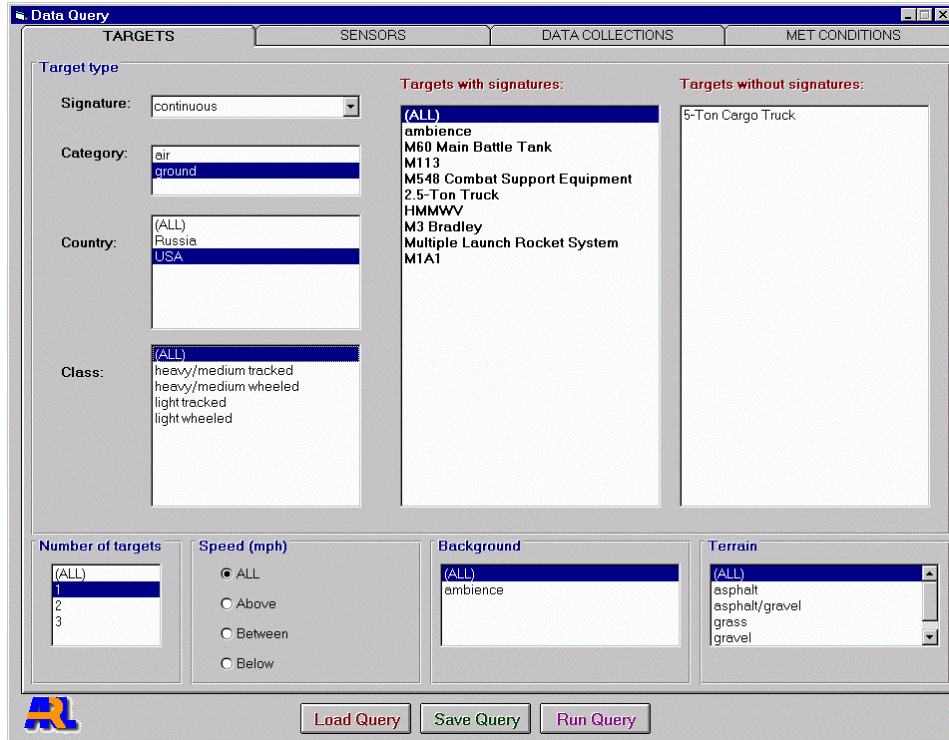 Data Query
TARGETS
SENSORS
DATA COLLECTIONS
MET CONDITIONS
Target type
Signature:
continuous
Category:
air
ground
Country:
(ALL)
Russia
USA
Class:
(ALL)
heavy/medium tracked
heavy/medium wheeled
light tracked
light wheeled
Targets with signatures:
(ALL)
ambience
M60 Main Battle Tank
M113
M548 Combat Support Equipment
2.5-Ton Truck
HMMWV
M3 Bradley
Multiple Launch Rocket System
M1A1
Targets without signatures:
5-Ton Cargo Truck
Number of targets
(ALL)
1
2
3
Speed (mph)
ALL
Above
Between
Below
Background
(ALL)
ambience
Terrain
(ALL)
asphalt
asphalt/gravel
grass
gravel
ARL
Load Query
Save Query
Run Query